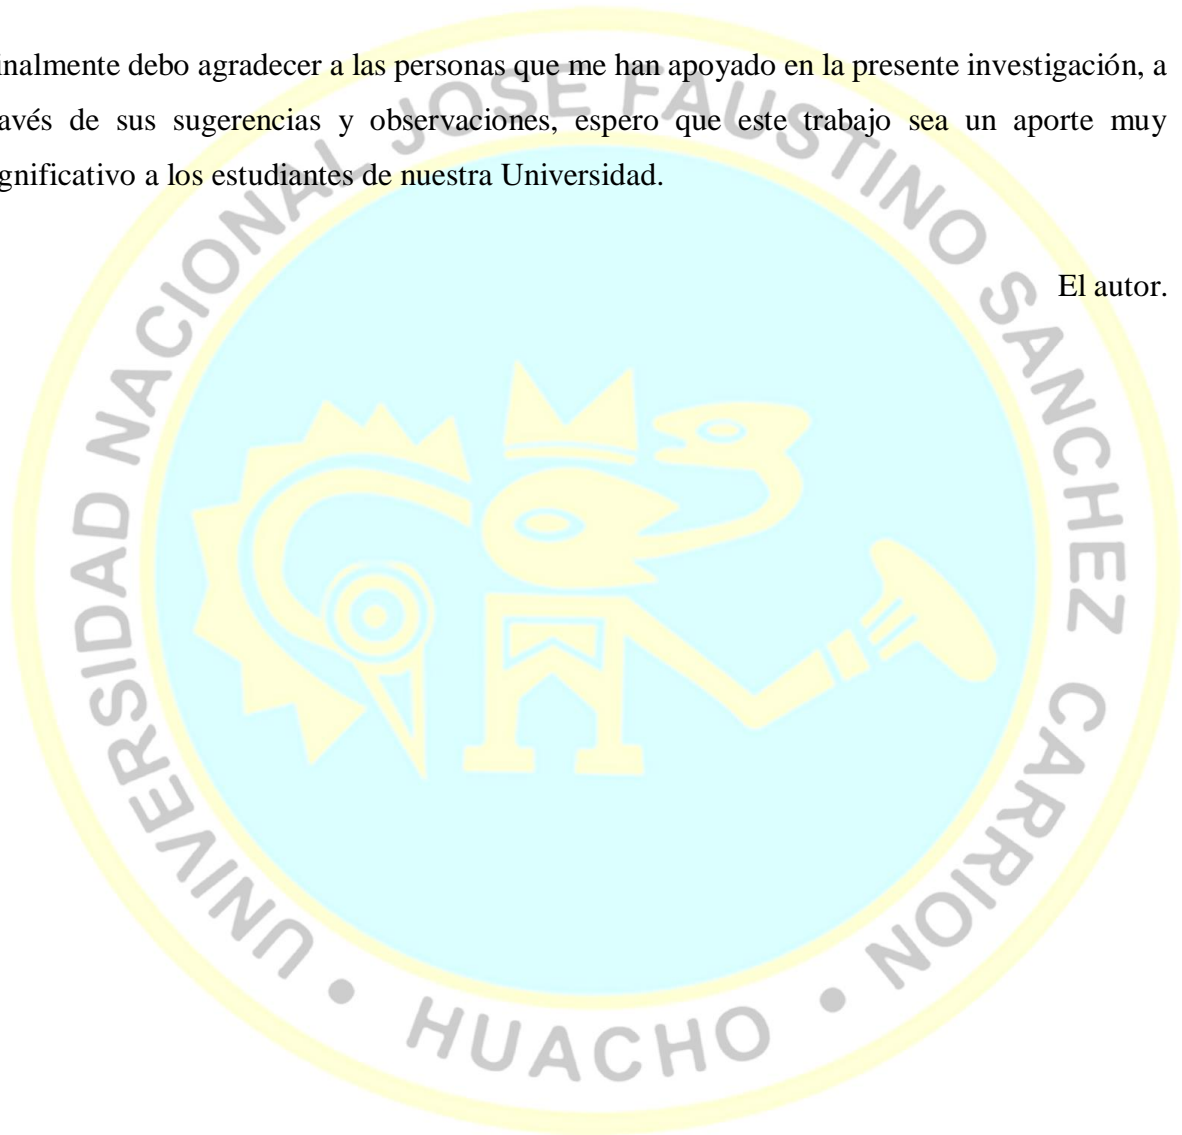 inalmente debo agradecer a las personas que me han apoyado en la presente investigación, a
avés de sus sugerencias y observaciones, espero que este trabajo sea un aporte muy
gnificativo a los estudiantes de nuestra Universidad.
El autor.
UNIVERSIDAD NACIONAL JOSE FAUSTINO SANCHEZ CARRION
• HUACHO •